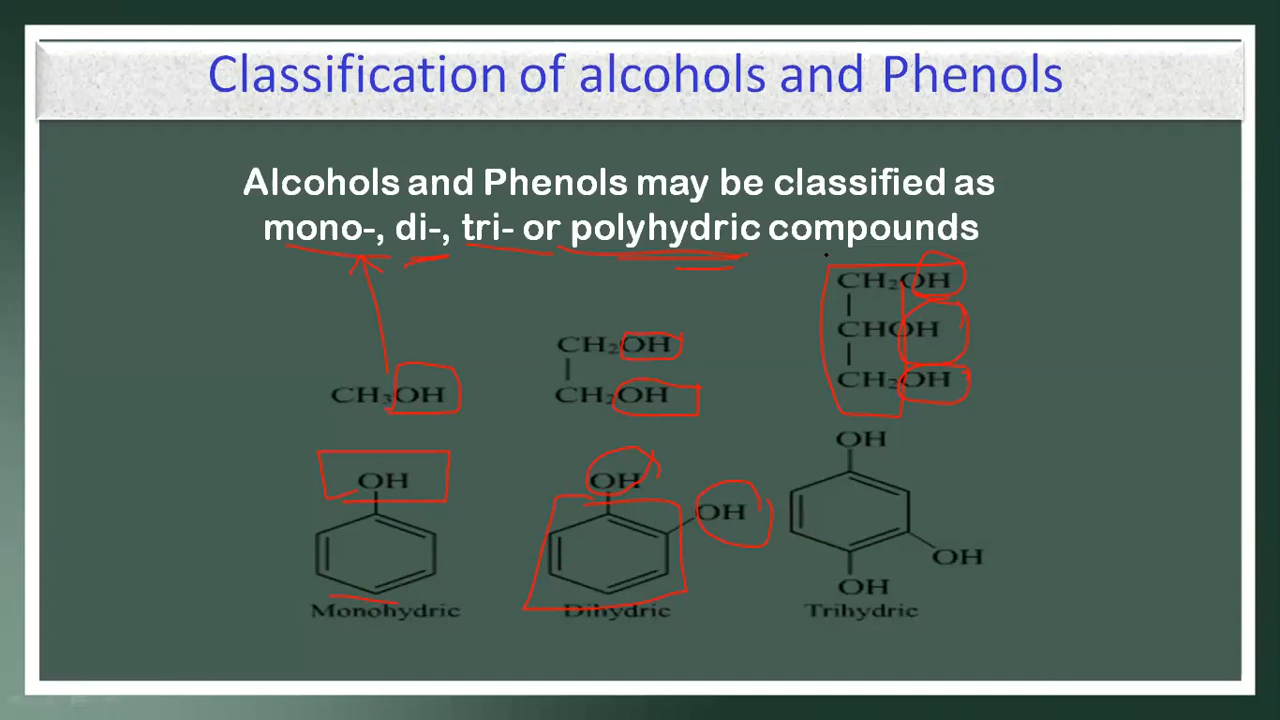 Classification of alcohols and Phenols
Alcohols and Phenols may be classified as
mono-, di-, tri- or polyhydric compounds
CH₃OH
CH₂OH
CH₂OH
CH₂OH
CHOH
CH₂OH
OH
Monohydric
OH
OH
Dihydric
OH
OH
OH
Trihydric